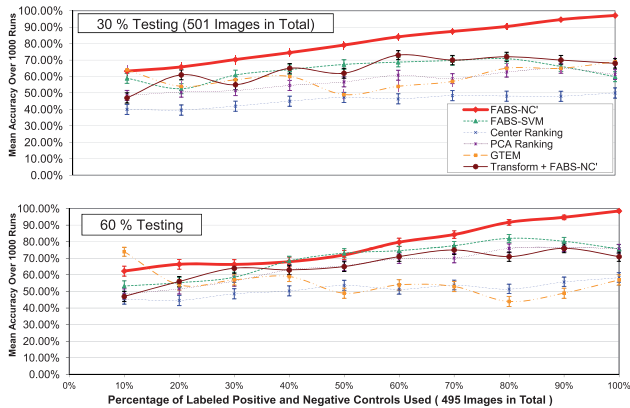 100.00%
90.00%
80.00%
70.00%
60.00%
50.00%
40.00%
30.00%
20.00%
10.00%
0.00%
Mean Accuracy Over 1000 Runs
30 % Testing (501 Images in Total)
FABS-NC'
FABS-SVM
Center Ranking
PCA Ranking
GTEM
Transform + FABS-NC'
100.00%
90.00%
80.00%
70.00%
60.00%
50.00%
40.00%
30.00%
20.00%
10.00%
0.00%
Mean Accuracy Over 1000 Runs
60 % Testing
0% 10% 20% 30% 40% 50% 60% 70% 80% 90% 100%
Percentage of Labeled Positive and Negative Controls Used ( 495 Images in Total )